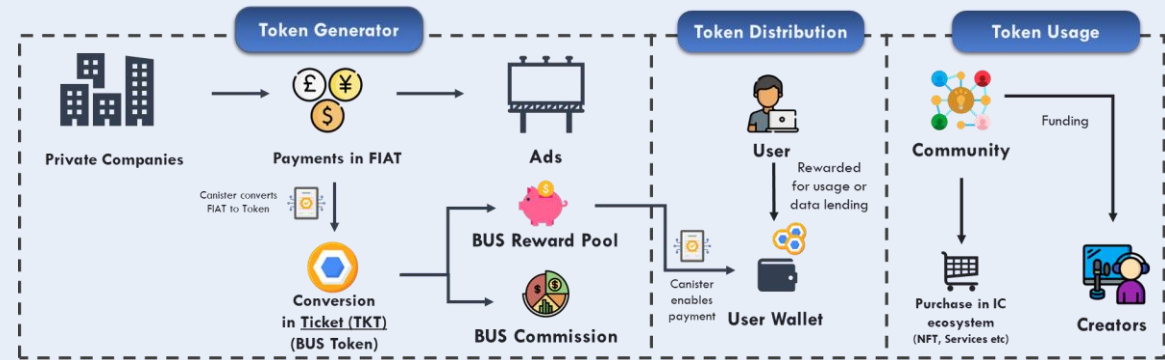 Token Generator
Token Distribution
Token Usage
Private Companies
£
¥
$
Payments in FIAT
Ads
Canister converts
FIAT to Token
Conversion
in Ticket (TKT)
(BUS Token)
$
BUS Reward Pool
$
$
BUS Commission
User
Rewarded
for usage or
data lending
Canister
enables
payment
User Wallet
Community
Funding
Purchase in IC
ecosystem
(NFT, Services etc)
Creators